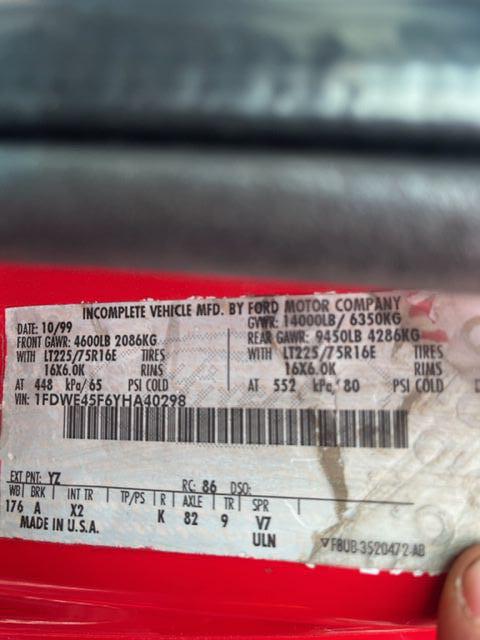 INCOMPLETE VEHICLE MFD. BY FORD MOTOR COMPANY
DATE: 10/99 GVWR: 14000LB/ 6350KG
FRONT GAWR: 4600LB 2086KG REAR GAWR: 9450LB 4286KG
WITH LT225/75R16E TIRES WITH LT225/75R16E TIRES
16X6.0K RIMS 16X6.0K RIMS
AT 448 kPa/65 PSI COLD AT 552 kPa/80 PSI COLD
VIN: 1FDWE45F6YHA40298
EXT PNT: YZ RC: 86 DSO:
WB BRK INT TR TP/PS R AXLE TR SPR
176 A X2 K 82 9 V7
MADE IN U.S.A. ULN
F8UB-3520472-AB